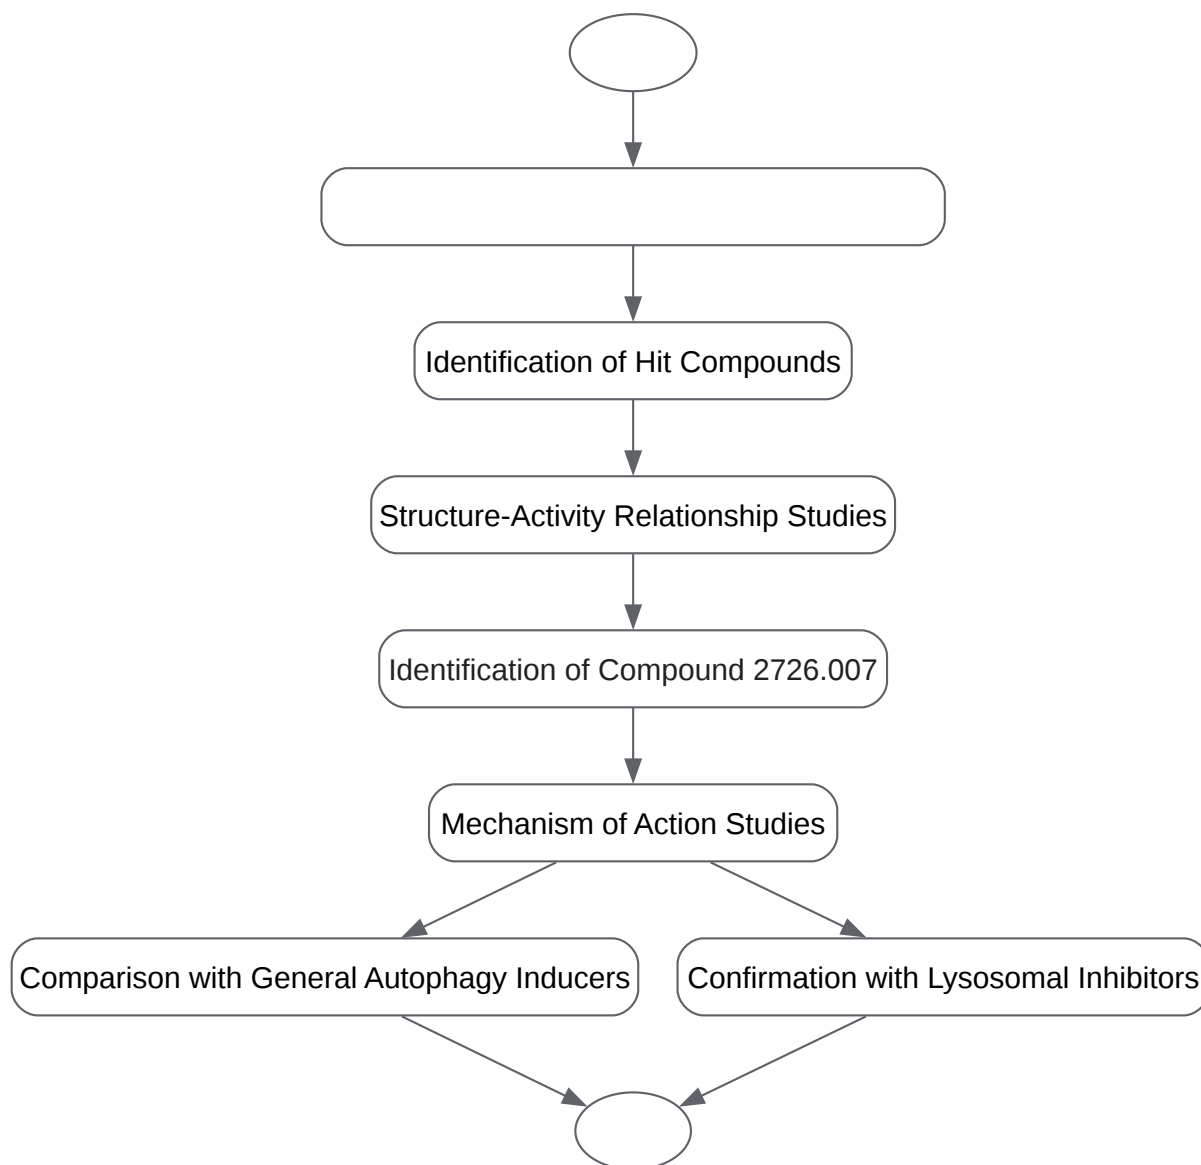 Identification of Hit Compounds
Structure-Activity Relationship Studies
Identification of Compound 2726.007
Mechanism of Action Studies
Comparison with General Autophagy Inducers
Confirmation with Lysosomal Inhibitors